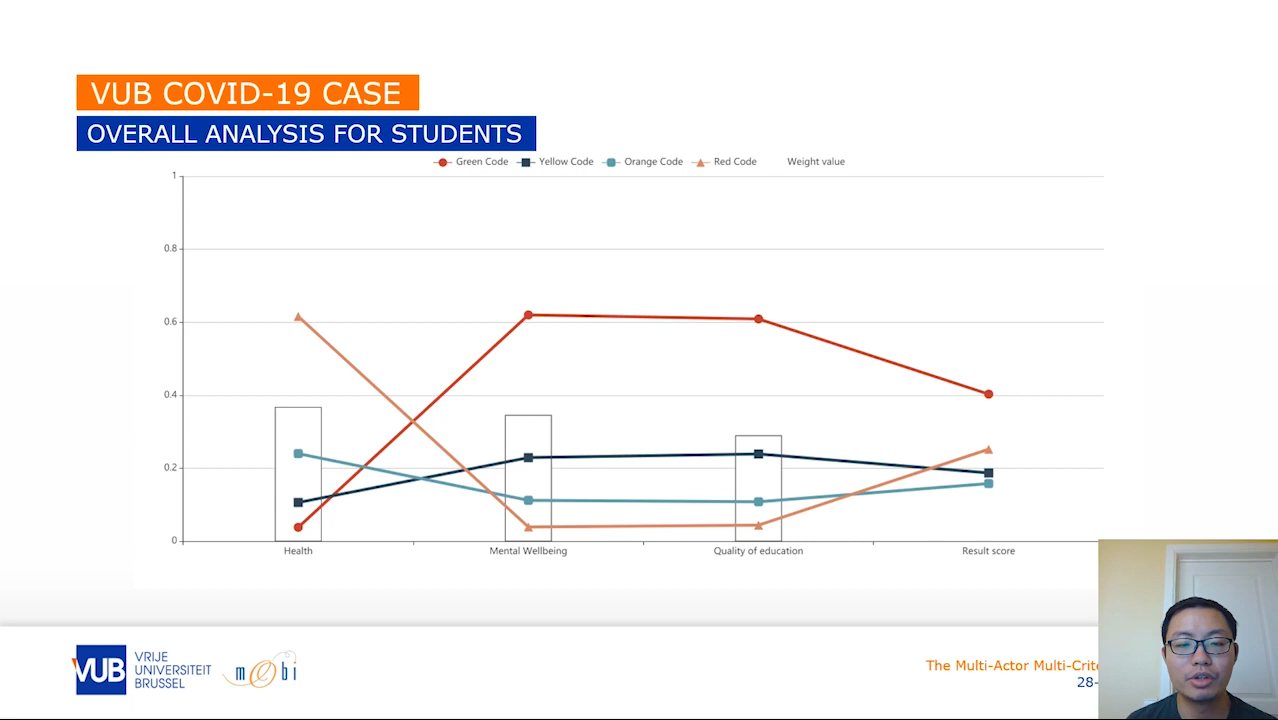 VUB COVID-19 CASE
OVERALL ANALYSIS FOR STUDENTS
Green Code Yellow Code Orange Code Red Code Weight value
1
0.8
0.6
0.4
0.2
0
Health Mental Wellbeing Quality of education Result score
VUB
VRIJE
UNIVERSITEIT
BRUSSEL
mobi
The Multi-Actor Multi-Crite
28-